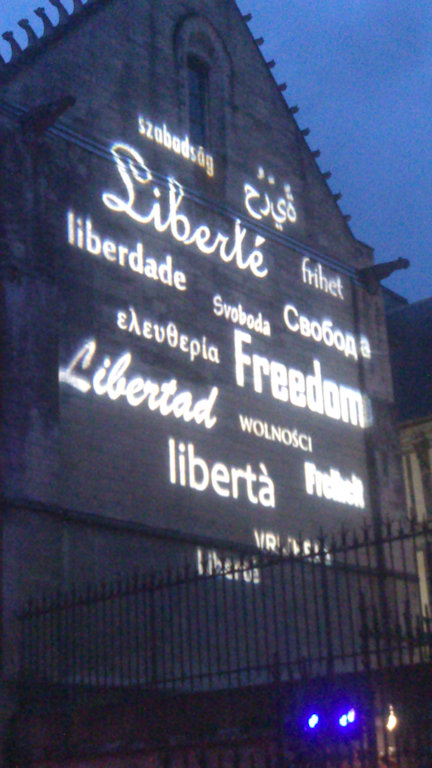 szabadság
Liberté
liberdade
frihet
Svoboda
Свобода
ελευθερία
Freedom
Libertad
WOLNOŚCI
libertà
Freiheit